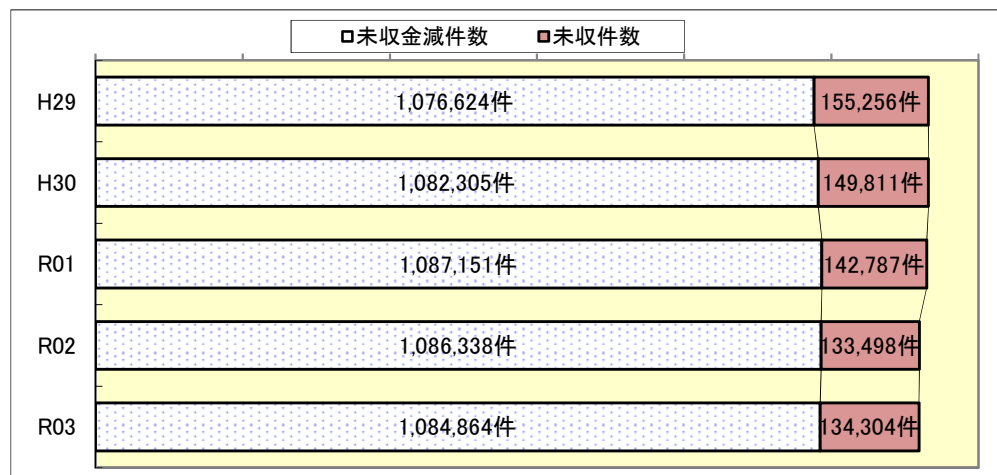 未収金減件数 未収件数
H29 1,076,624件 155,256件
H30 1,082,305件 149,811件
R01 1,087,151件 142,787件
R02 1,086,338件 133,498件
R03 1,084,864件 134,304件